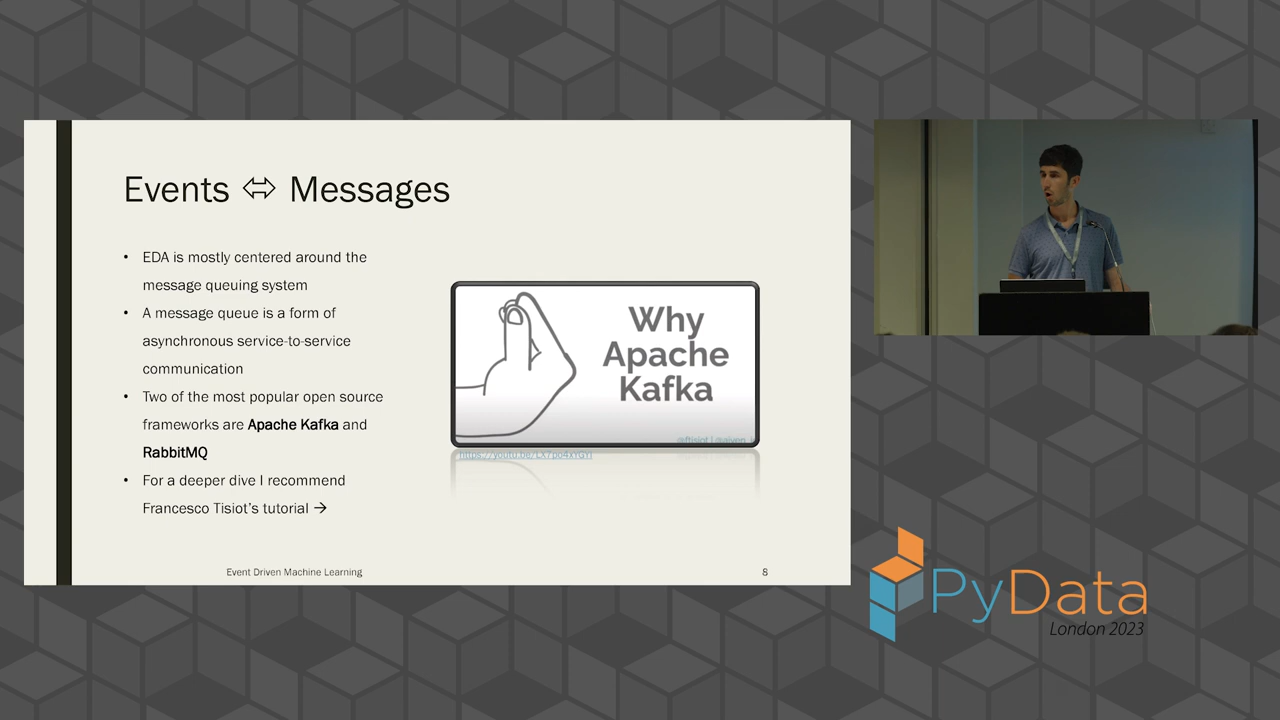 Events ⇔ Messages
• EDA is mostly centered around the
message queuing system
• A message queue is a form of
asynchronous service-to-service
communication
• Two of the most popular open source
frameworks are Apache Kafka and
RabbitMQ
• For a deeper dive I recommend
Francesco Tisiot's tutorial →
Why
Apache
Kafka
Event Driven Machine Learning
8
PyData
London 2023